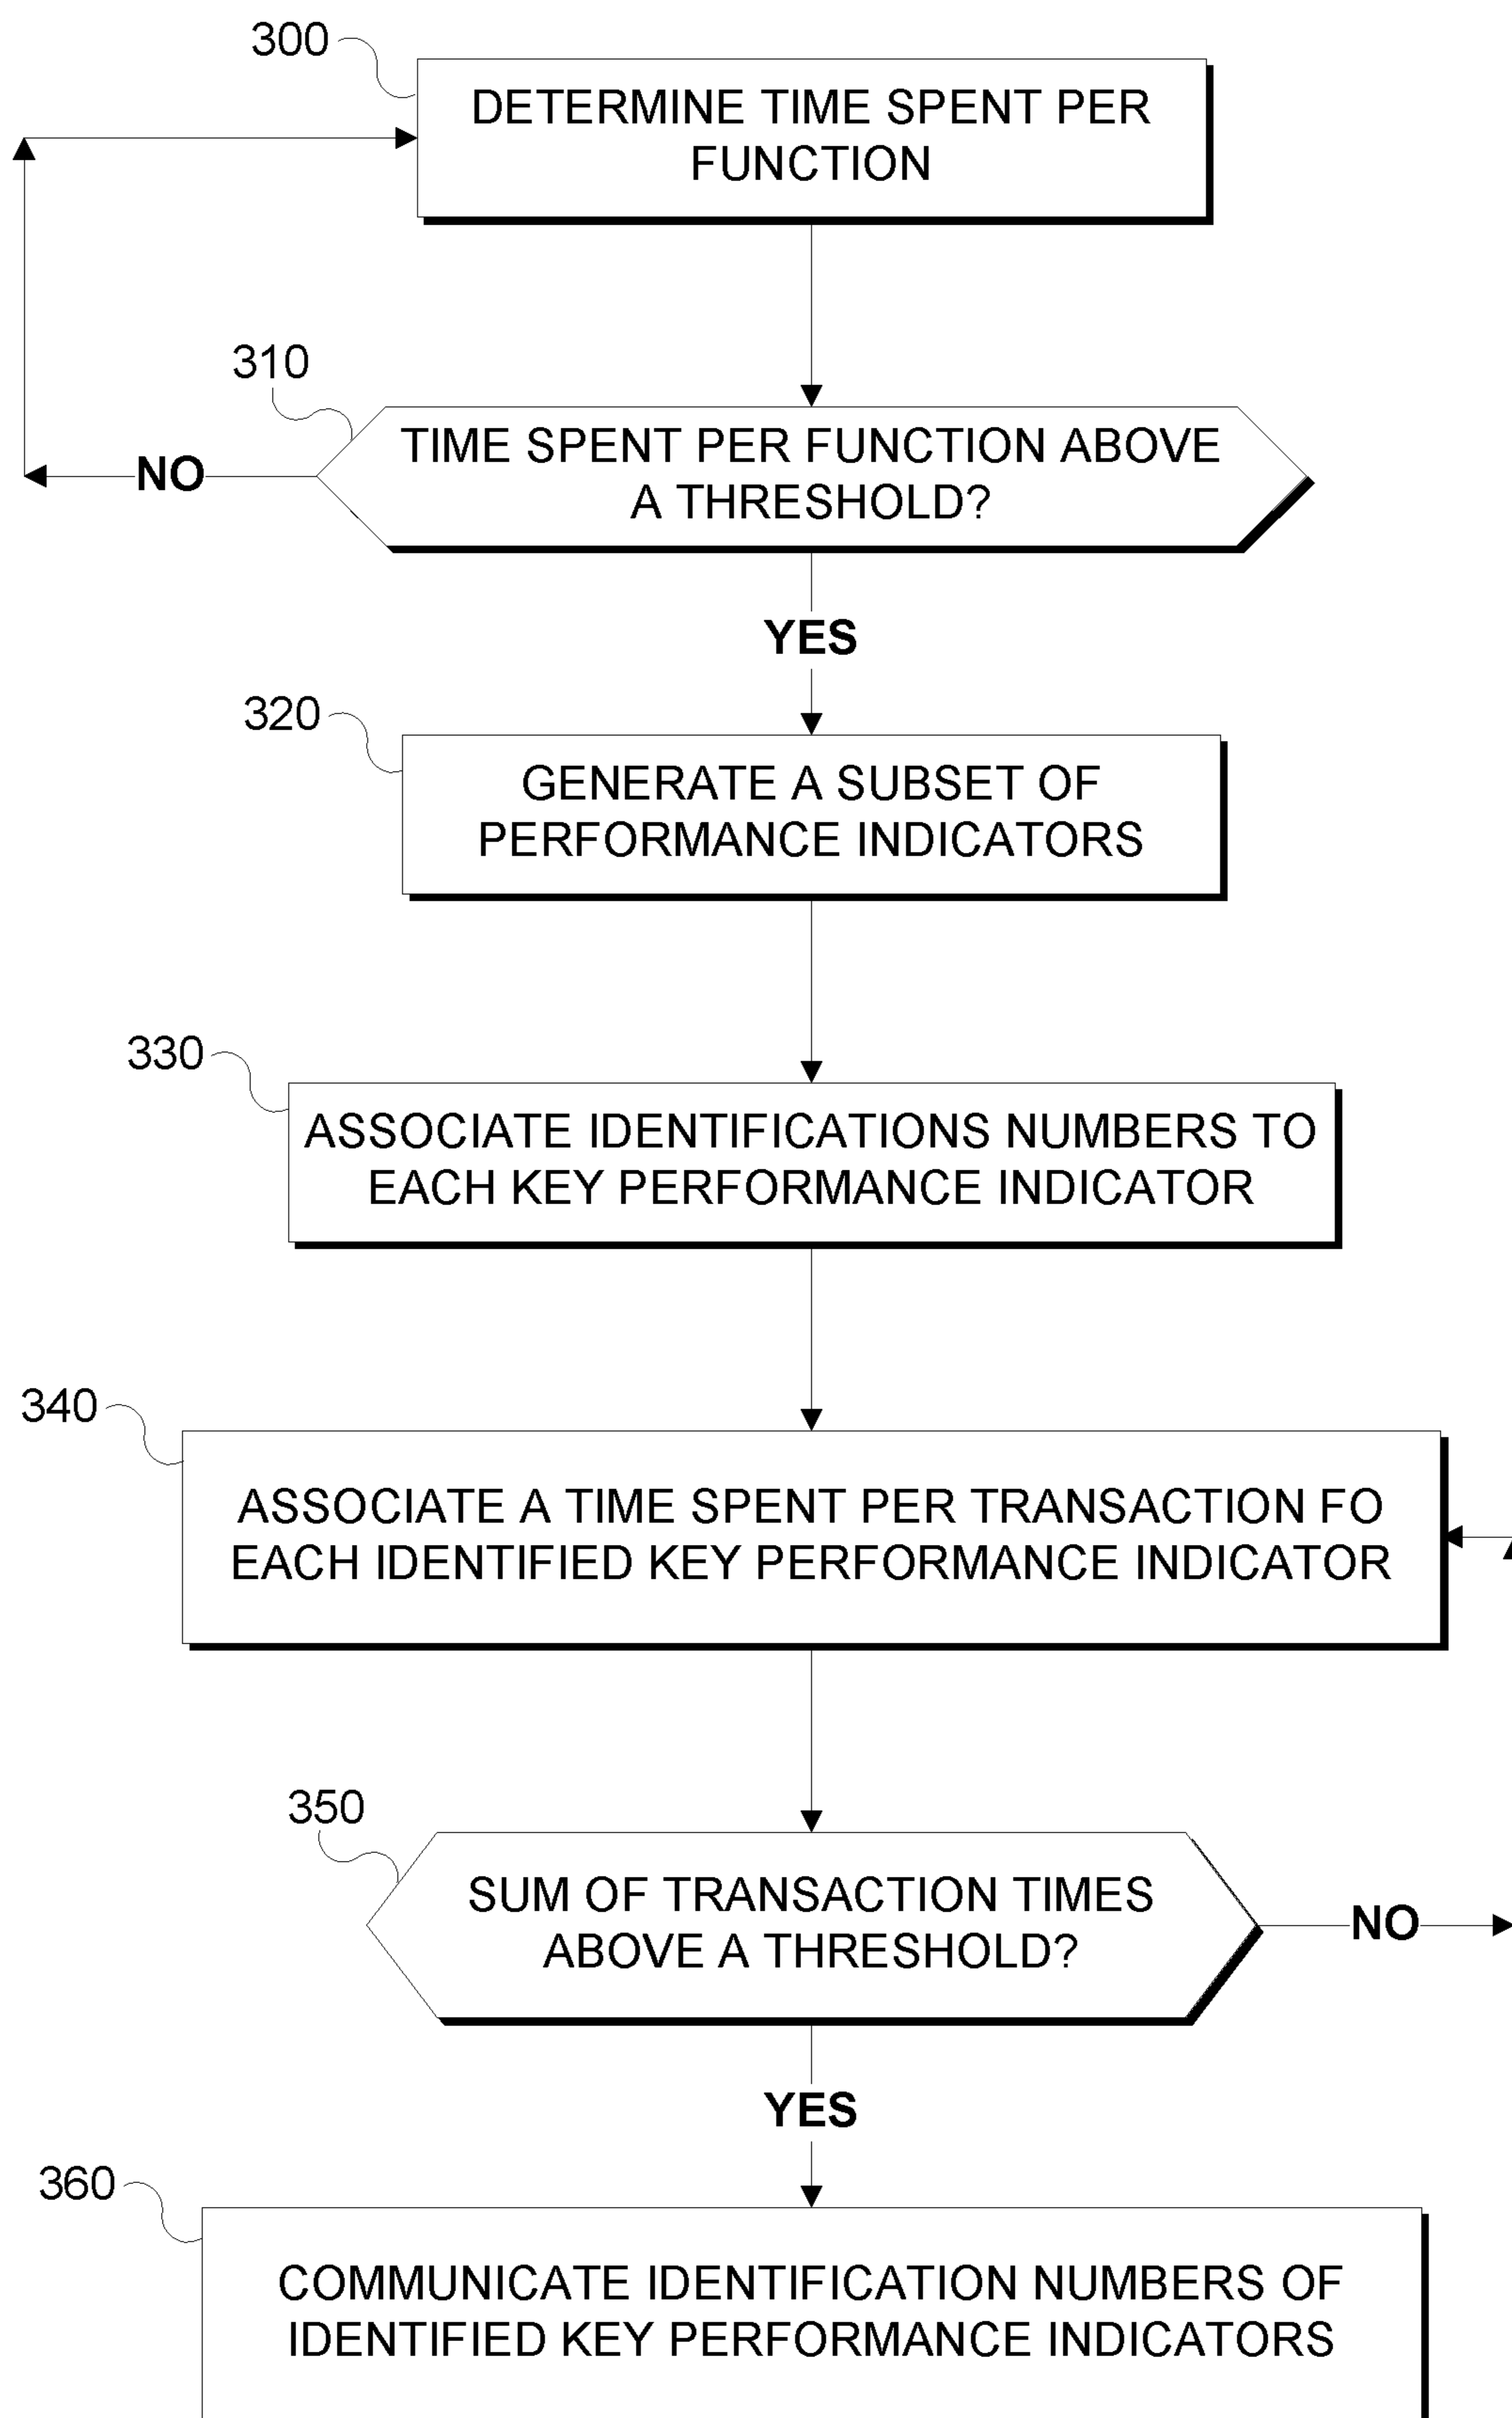 300
DETERMINE TIME SPENT PER
FUNCTION
310
TIME SPENT PER FUNCTION ABOVE
A THRESHOLD?
NO
YES
320
GENERATE A SUBSET OF
PERFORMANCE INDICATORS
330
ASSOCIATE IDENTIFICATIONS NUMBERS TO
EACH KEY PERFORMANCE INDICATOR
340
ASSOCIATE A TIME SPENT PER TRANSACTION FO
EACH IDENTIFIED KEY PERFORMANCE INDICATOR
350
SUM OF TRANSACTION TIMES
ABOVE A THRESHOLD?
NO
YES
360
COMMUNICATE IDENTIFICATION NUMBERS OF
IDENTIFIED KEY PERFORMANCE INDICATORS